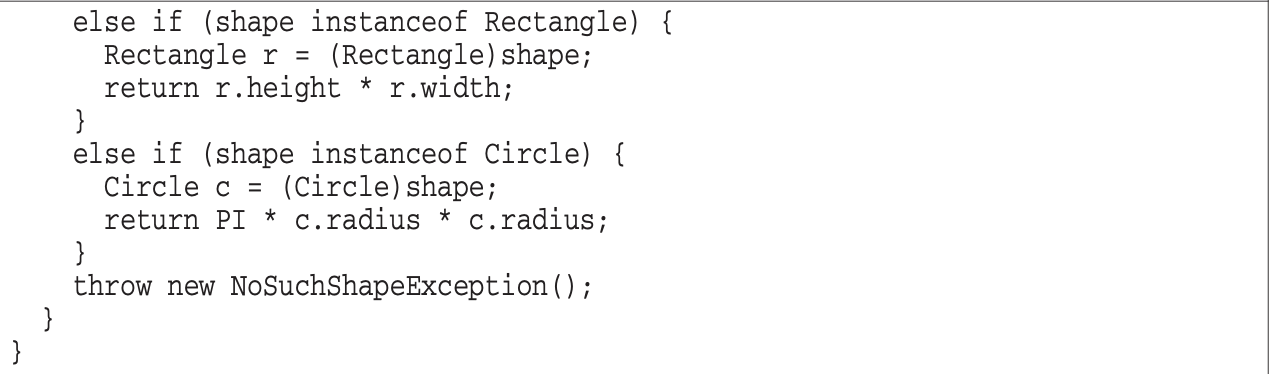 else if (shape instanceof Rectangle) {
Rectangle r = (Rectangle)shape;
return r.height * r.width;
}
else if (shape instanceof Circle) {
Circle c = (Circle)shape;
return PI * c.radius * c.radius;
}
throw new NoSuchShapeException();
}
}